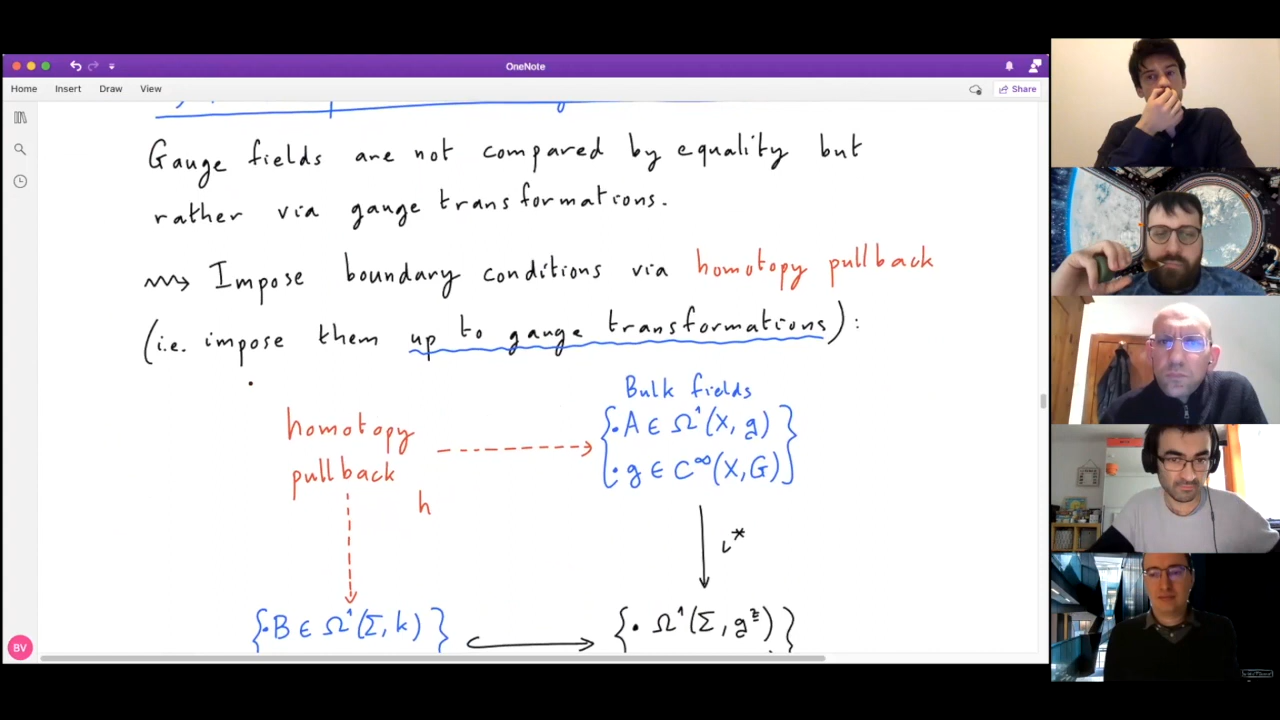 OneNote
Home Insert Draw View
Share
Gauge fields are not compared by equality but
rather via gauge transformations.
⇝ Impose boundary conditions via homotopy pullback
(i.e. impose them up to gauge transformations):
Bulk fields
homotopy
pullback
h
{• A ∈ Ω¹(X, g)
• g ∈ C^∞(X, G)}
ι*
{• B ∈ Ω¹(Σ, k)}
{• Ω¹(Σ, g^z)}
BV